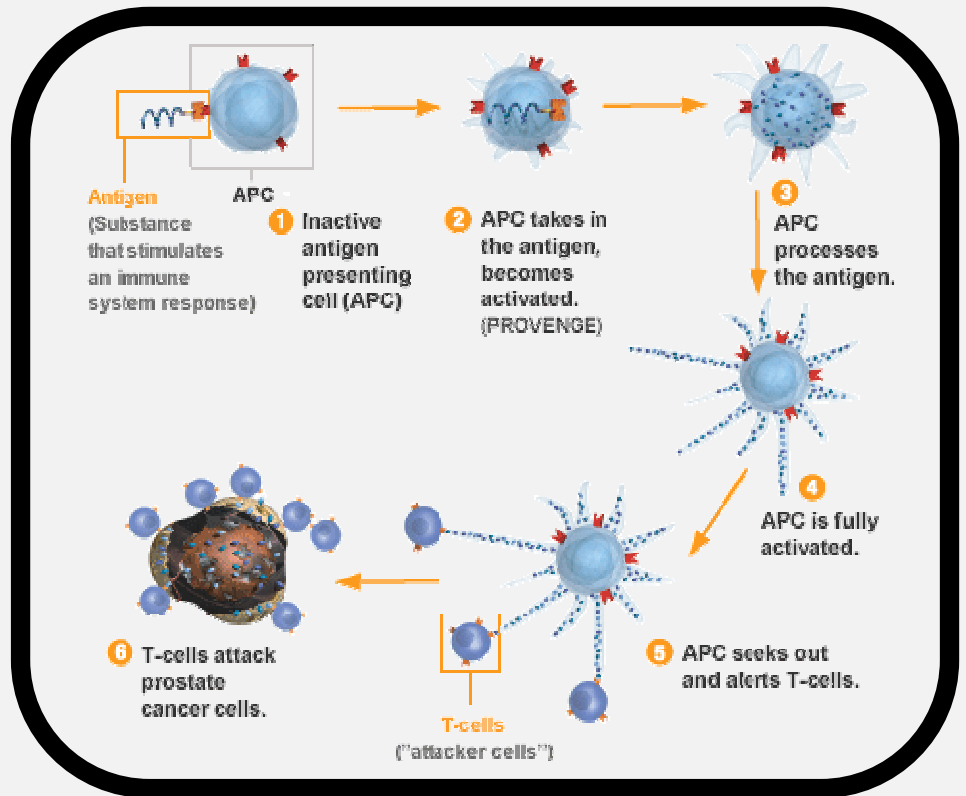 Antigen
(Substance
that stimulates
an immune
system response)
APC
1 Inactive
antigen
presenting
cell (APC)
2 APC takes in
the antigen,
becomes
activated.
(PROVENGE)
3
APC
processes
the antigen.
4
APC is fully
activated.
5 APC seeks out
and alerts T-cells.
T-cells
("attacker cells")
6 T-cells attack
prostate
cancer cells.